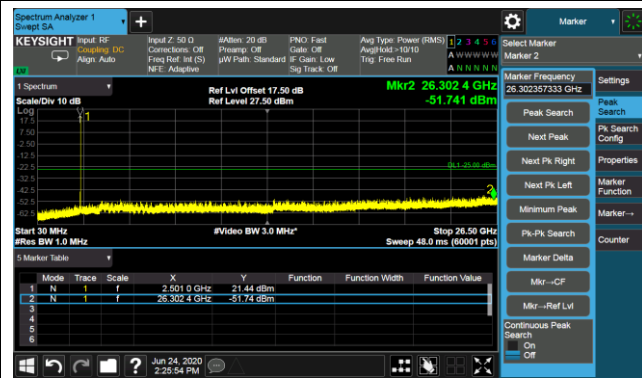 Spectrum Analyzer 1
Swept SA
+
Marker
KEYSIGHT
Input: RF
Coupling: DC
Align: Auto
Input Z: 50 Ω
Corrections: Off
Freq Ref: Int (S)
NFE: Adaptive
#Atten: 20 dB
Preamp: Off
µW Path: Standard
PNO: Fast
Gate: Off
IF Gain: Low
Sig Track: Off
Avg Type: Power (RMS)
Avg|Hold:>10/10
Trig: Free Run
1 2 3 4 5 6
A W W W W W
A N N N N N
Select Marker
Marker 2
1 Spectrum
Scale/Div 10 dB
Ref Lvl Offset 17.50 dB
Ref Level 27.50 dBm
Mkr2 26.302 4 GHz
-51.741 dBm
Log
17.5
7.50
-2.50
-12.5
-22.5
-32.5
-42.5
-52.5
-62.5
1
DL1 -25.00 dBm
2
Start 30 MHz
#Res BW 1.0 MHz
#Video BW 3.0 MHz*
Stop 26.50 GHz
Sweep 48.0 ms (60001 pts)
Marker Frequency
26.302357333 GHz
Peak Search
Next Peak
Next Pk Right
Next Pk Left
Minimum Peak
Pk-Pk Search
Marker Delta
Mkr→CF
Mkr→Ref Lvl
Continuous Peak
Search
On
Off
Settings
Peak
Search
Pk Search
Config
Properties
Marker
Function
Marker→
Counter
5 Marker Table
Mode Trace Scale X Y Function Function Width Function Value
1 N 1 f 2.501 0 GHz 21.44 dBm
2 N 1 f 26.302 4 GHz -51.74 dBm
3
4
5
6
?
Jun 24, 2020
2:25:54 PM